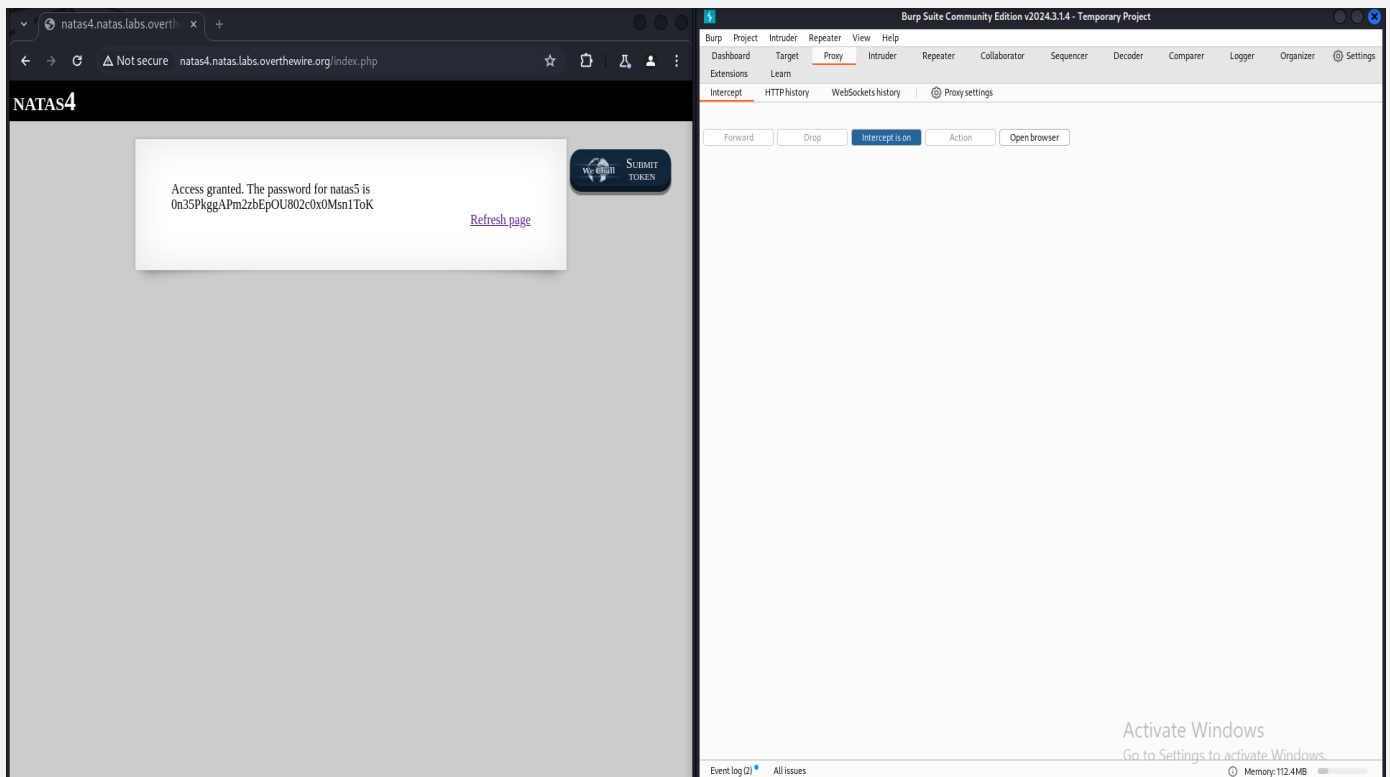 natas4.natas.labs.overth
Not secure natas4.natas.labs.overthewire.org/index.php
NATAS4
Access granted. The password for natas5 is
0n35PkggAPm2zbEpOU802c0x0Msn1ToK
Refresh page
We Chall
SUBMIT
TOKEN
Burp Suite Community Edition v2024.3.1.4 - Temporary Project
Burp Project Intruder Repeater View Help
Dashboard Target Proxy Intruder Repeater Collaborator Sequencer Decoder Comparer Logger Organizer Settings
Extensions Learn
Intercept HTTP history WebSockets history Proxy settings
Forward Drop Intercept is on Action Open browser
Activate Windows
Go to Settings to activate Windows.
Event log (2) All issues
Memory: 112.4MB